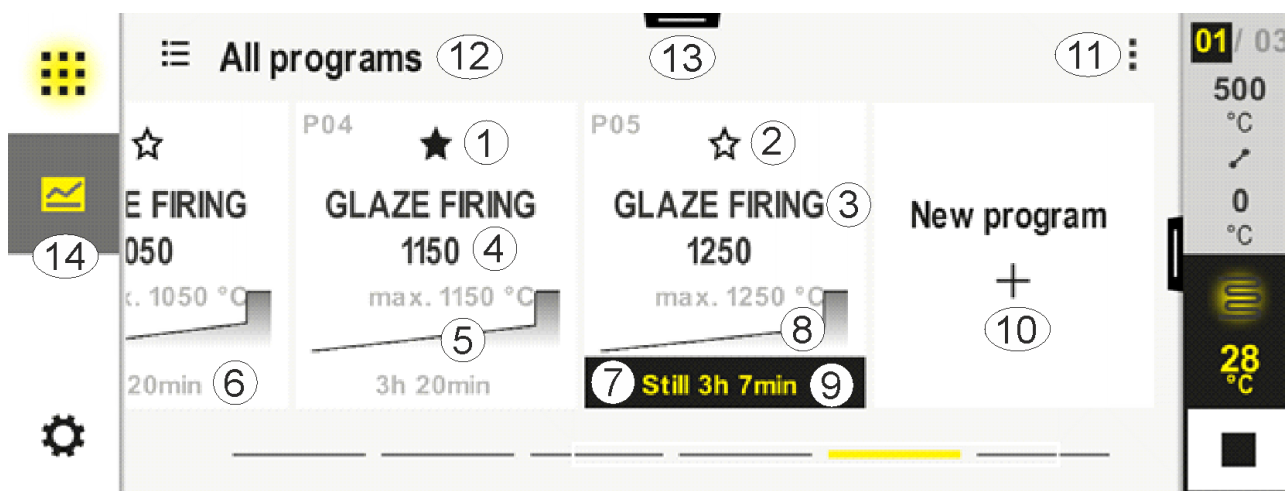 All programs 12
13
11
01/ 03
500
°C
0
°C
28
°C
14
E FIRING
050
x. 1050 °C
20min 6
P04
1
GLAZE FIRING
1150 4
max. 1150 °C
5
3h 20min
P05
2
GLAZE FIRING 3
1250
max. 1250 °C
8
7 Still 3h 7min 9
New program
+
10